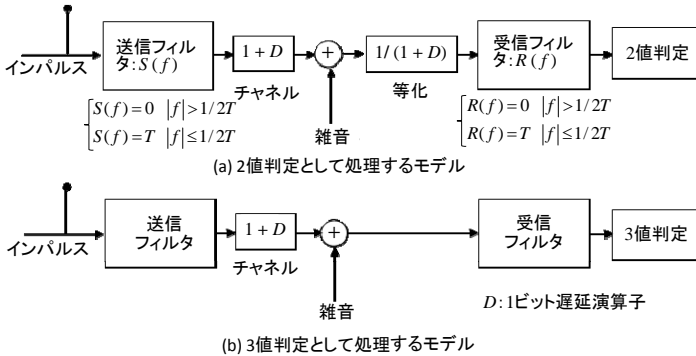 インパルス
送信フィル
タ:S(f)
1+D
チャネル
+
雑音
1/(1+D)
等化
受信フィル
タ:R(f)
2値判定
S(f)=0 |f|>1/2T
S(f)=T |f|≤1/2T
R(f)=0 |f|>1/2T
R(f)=T |f|≤1/2T
(a) 2値判定として処理するモデル
インパルス
送信
フィルタ
1+D
チャネル
+
雑音
受信
フィルタ
3値判定
D:1ビット遅延演算子
(b) 3値判定として処理するモデル